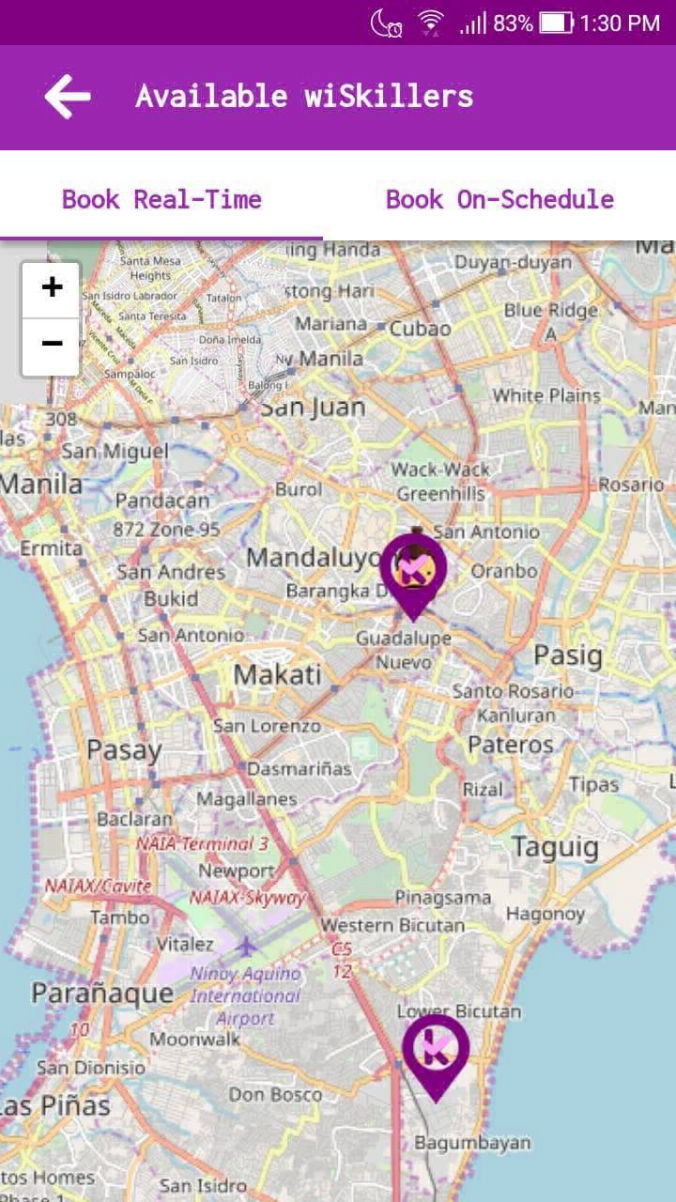 83% 1:30 PM
Available wiSkillers
Book Real-Time
Book On-Schedule
+
−
ing Handa
Duyan-duyan
Santa Mesa
Heights
San Isidro Labrador
Tatalon
stong Hari
Santa Teresita
Mariana
Cubao
Blue Ridge
A
Doña Imelda
San Isidro
Manila
Sampaloc
San Juan
White Plains
Man
308
las
San Miguel
Manila
Wack-Wack
Greenhills
Rosario
Pandacan
Burol
872 Zone-95
San Antonio
Ermita
Mandaluyo
Oranbo
San Andres
Bukid
Barangka
San Antonio
Guadalupe
Nuevo
Pasig
Makati
Santo Rosario-
Kanluran
San Lorenzo
Pasay
Pateros
Dasmariñas
Rizal
Tipas
Magallanes
Baclaran
NAIA Terminal 3
Taguig
Newport
NAIAX/Cavite
NAIAX-Skyway
Pinagsama
Tambo
Western Bicutan
Hagonoy
Vitalez
C5
12
Ninoy Aquino
International
Airport
Parañaque
Lower Bicutan
10
Moonwalk
San Dionisio
Don Bosco
Las Piñas
Bagumbayan
tos Homes
San Isidro
Phase 1